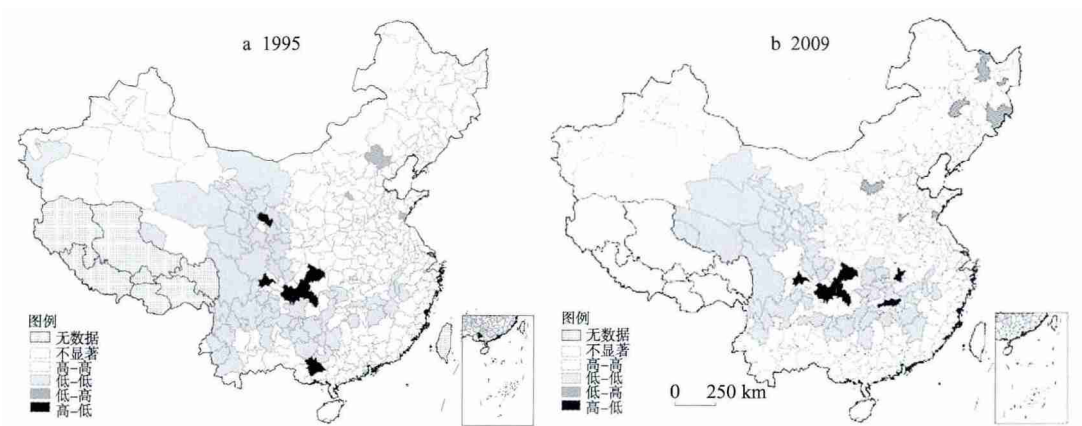 a 1995
b 2009
图例
无数据
不显著
高-高
低-低
低-高
高-低
图例
无数据
不显著
高-高
低-低
低-高
高-低
0 250 km